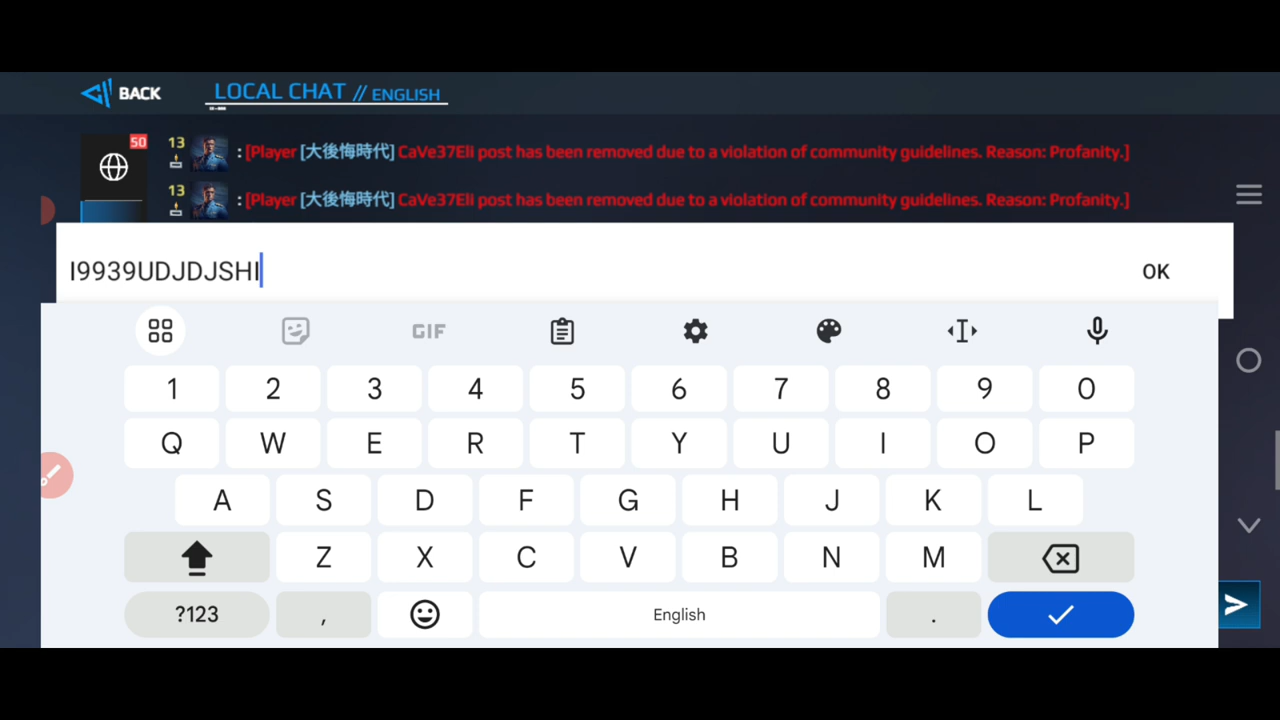 BACK
LOCAL CHAT // ENGLISH
50
13 : [Player [大後悔時代] CaVe37Eli post has been removed due to a violation of community guidelines. Reason: Profanity.]
13 : [Player [大後悔時代] CaVe37Eli post has been removed due to a violation of community guidelines. Reason: Profanity.]
I9939UDJDJSHI
OK
GIF
1 2 3 4 5 6 7 8 9 0
Q W E R T Y U I O P
A S D F G H J K L
Z X C V B N M
?123 , English .